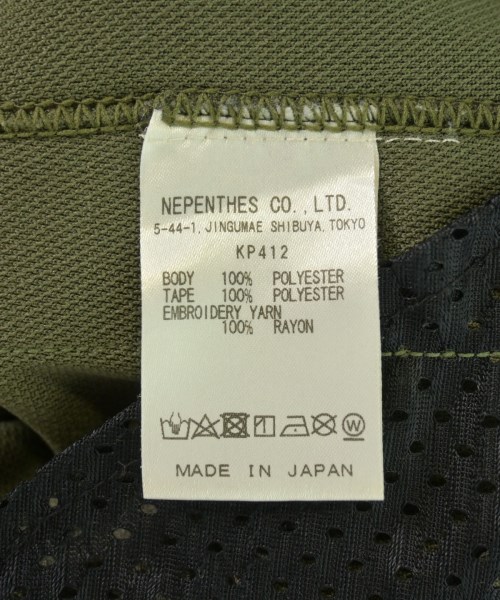 NEPENTHES CO., LTD.
5-44-1, JINGUMAE SHIBUYA, TOKYO
KP412
BODY 100% POLYESTER
TAPE 100% POLYESTER
EMBROIDERY YARN
100% RAYON
W
MADE IN JAPAN